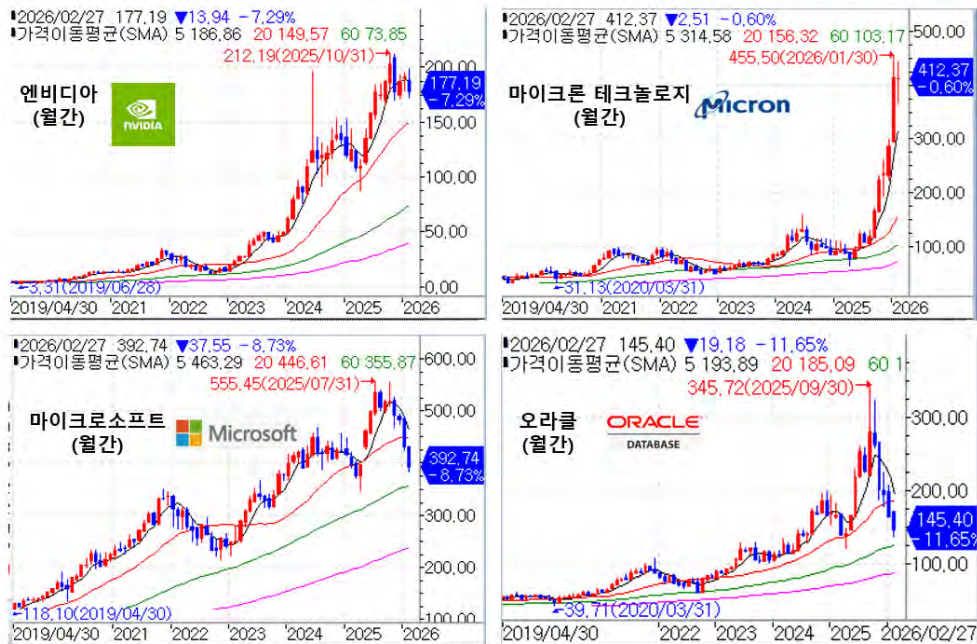 2026/02/27 177,19 ▼13,94 -7,29%
가격이동평균(SMA) 5 186,86 20 149,57 60 73,85
212,19(2025/10/31)
200,00
177,19
-7,29%
엔비디아
(월간)
NVIDIA
100,00
50,00
0,00
3,31(2019/06/28)
2019/04/30 2021 2022 2023 2024 2025 2026
2026/02/27 412,37 ▼2,51 -0,60%
가격이동평균(SMA) 5 314,58 20 156,32 60 103,17
500,00
455,50(2026/01/30)
412,37
-0,60%
마이크론 테크놀로지
(월간)
Micron
300,00
200,00
100,00
31,13(2020/03/31)
2019/04/30 2021 2022 2023 2024 2025 2026
2026/02/27 392,74 ▼37,55 -8,73%
가격이동평균(SMA) 5 463,29 20 446,61 60 355,87
600,00
555,45(2025/07/31)
500,00
마이크로소프트
(월간)
Microsoft
392,74
-8,73%
300,00
200,00
100,00
118,10(2019/04/30)
2019/04/30 2021 2022 2023 2024 2025 2026
2026/02/27 145,40 ▼19,18 -11,65%
가격이동평균(SMA) 5 193,89 20 185,09 60 1
345,72(2025/09/30)
300,00
오라클
(월간)
ORACLE
DATABASE
200,00
145,40
-11,65%
100,00
39,71(2020/03/31)
2019/04/30 2022 2023 2024 2025 2026/02/27